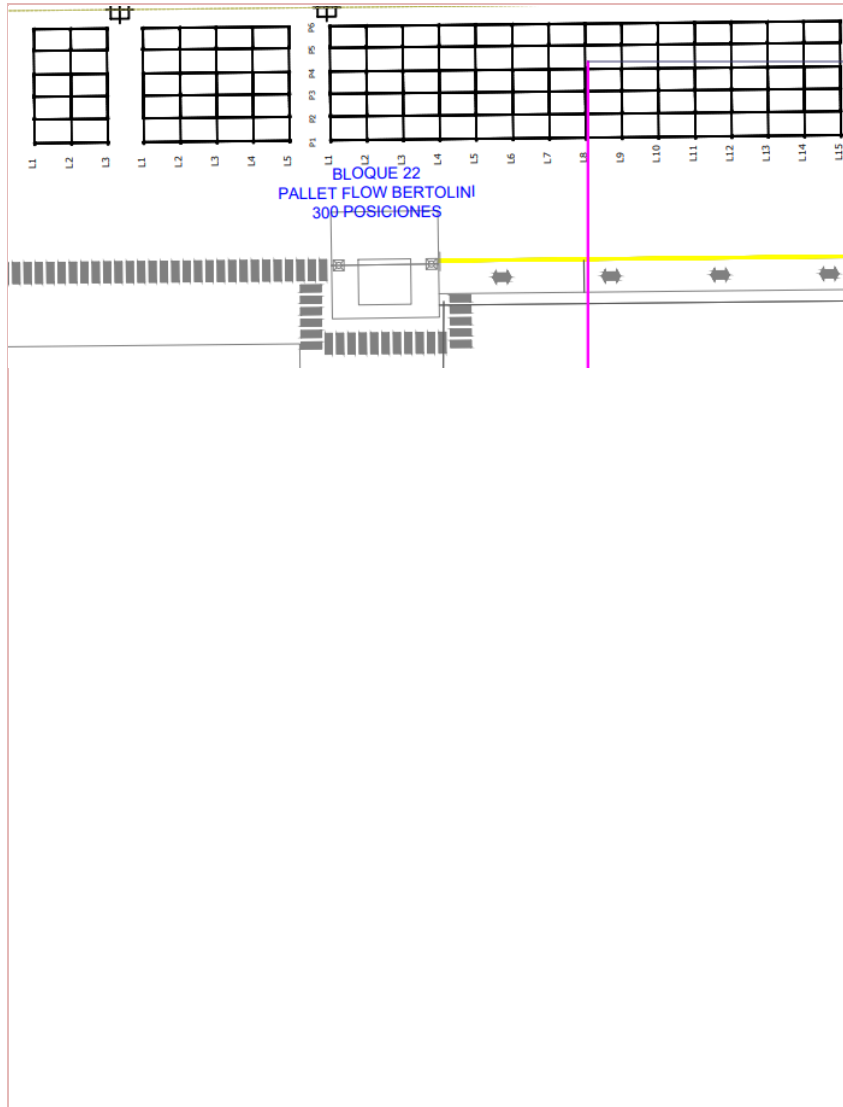 P6
P5
P4
P3
P2
P1
L1
L2
L3
L1
L2
L3
L4
L5
L1
L2
L3
L4
L5
L6
L7
L8
L9
L10
L11
L12
L13
L14
L15
BLOQUE 22
PALLET FLOW BERTOLINI
300 POSICIONES